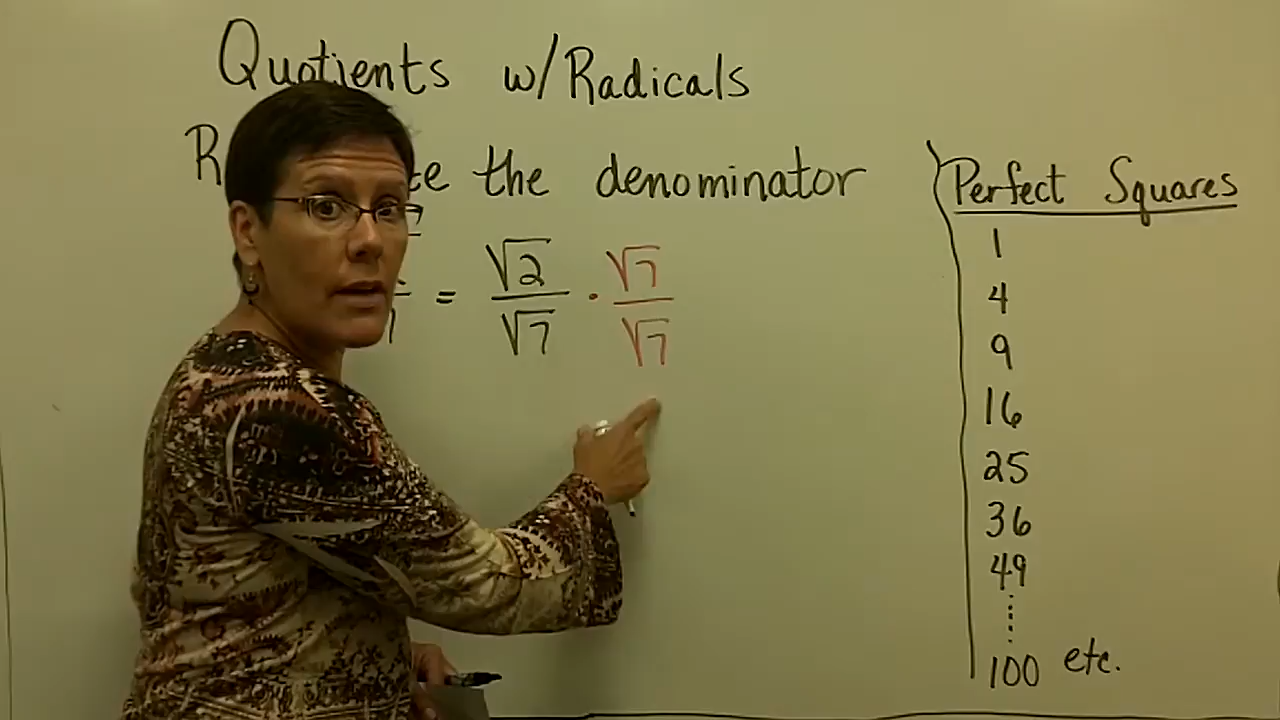 Quotients w/Radicals
the denominator
= √2/√7 · √7/√7
Perfect Squares
1
4
9
16
25
36
49
⋮
100 etc.